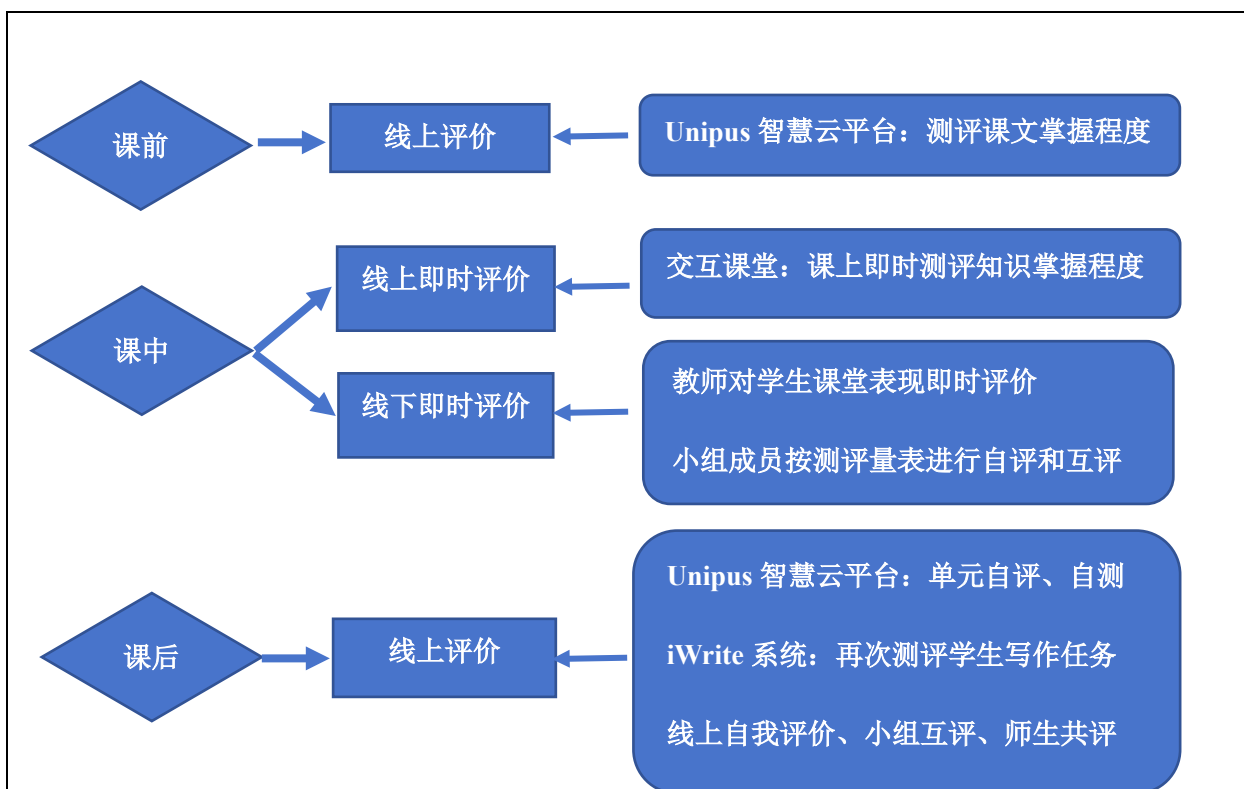 课前
线上评价
Unipus 智慧云平台：测评课文掌握程度
课中
线上即时评价
交互课堂：课上即时测评知识掌握程度
线下即时评价
教师对学生课堂表现即时评价
小组成员按测评量表进行自评和互评
课后
线上评价
Unipus 智慧云平台：单元自评、自测
iWrite 系统：再次测评学生写作任务
线上自我评价、小组互评、师生共评